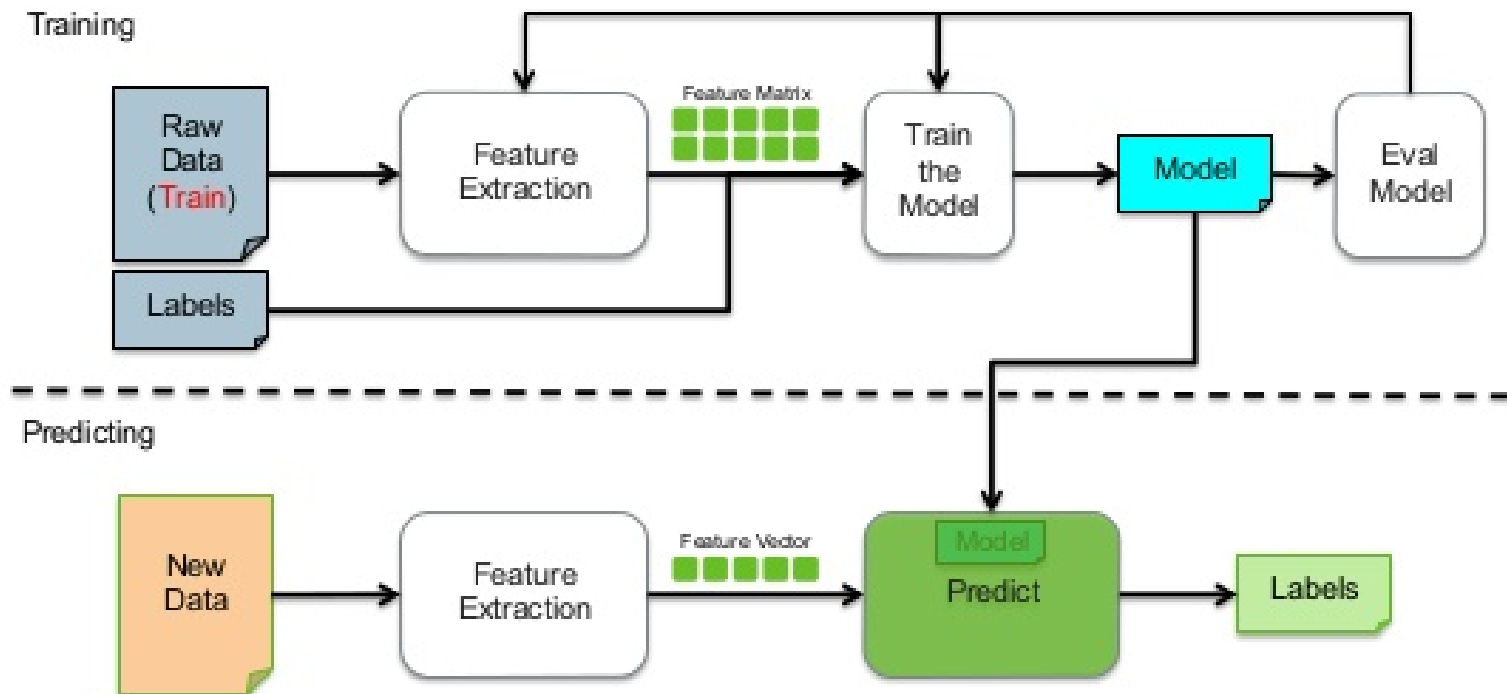 Training
Raw
Data
(Train)
Feature
Extraction
Feature Matrix
Train
the
Model
Model
Eval
Model
Labels
Predicting
New
Data
Feature
Extraction
Feature Vector
Model
Predict
Labels